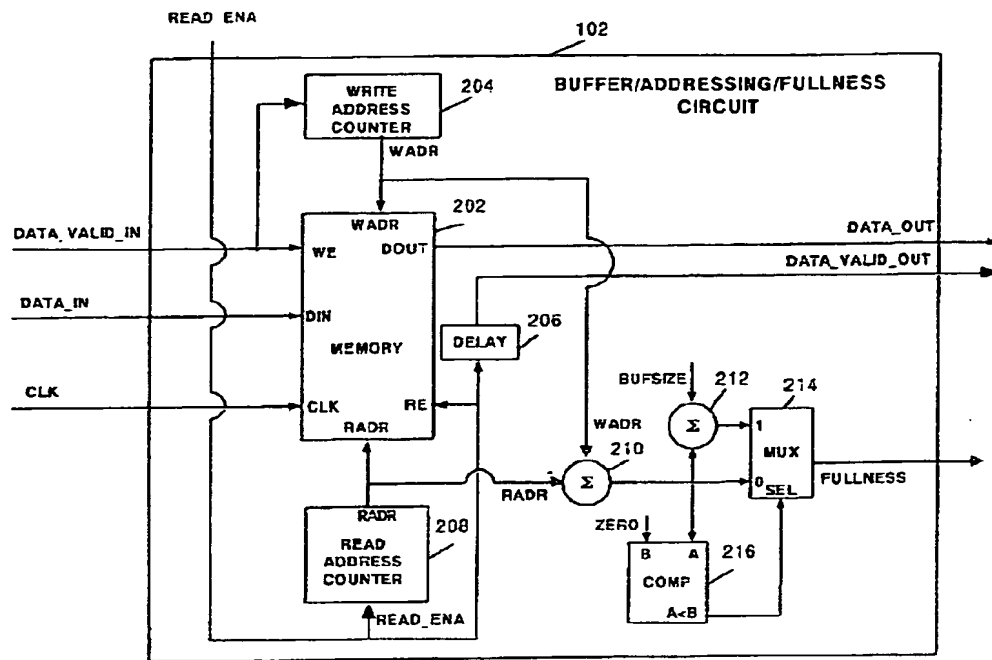 READ_ENA
102
BUFFER/ADDRESSING/FULLNESS
CIRCUIT
WRITE
ADDRESS
COUNTER
204
WADR
WADR
202
DATA_VALID_IN
WE
DOUT
DATA_OUT
DATA_VALID_OUT
DATA_IN
DIN
MEMORY
DELAY
206
CLK
CLK
RE
RADR
BUFSIZE
212
214
Σ
1
MUX
WADR
210
Σ
0
SEL
FULLNESS
RADR
RADR
READ
ADDRESS
COUNTER
208
ZERO
B
A
216
COMP
A<B
READ_ENA